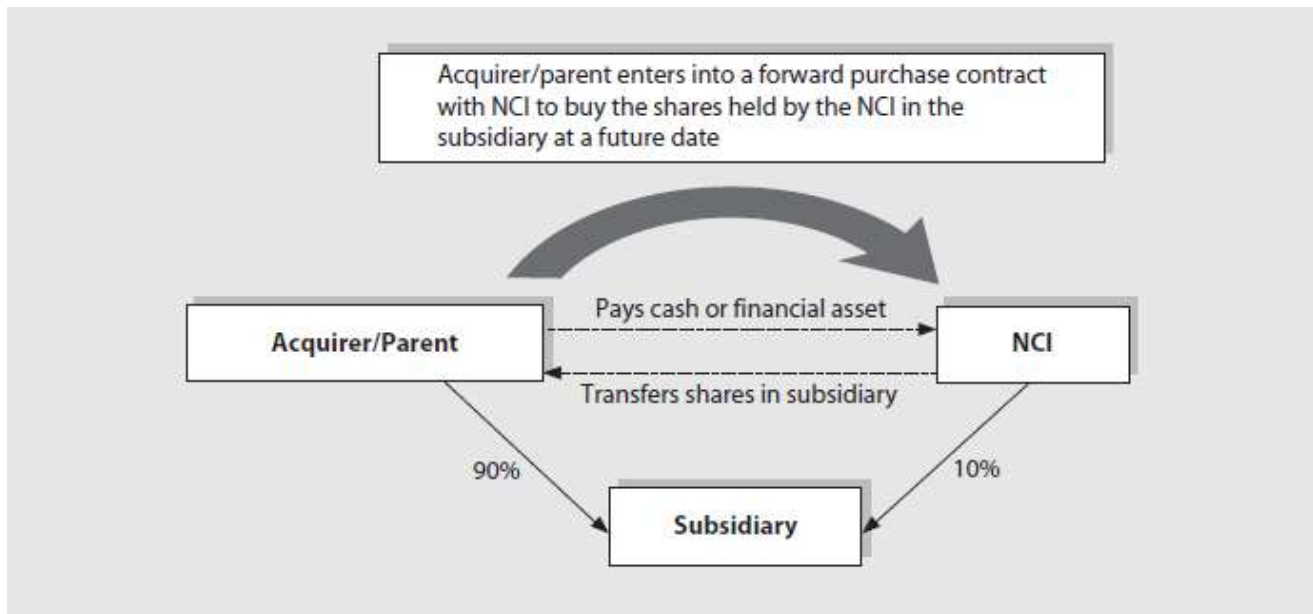 Acquirer/parent enters into a forward purchase contract
with NCI to buy the shares held by the NCI in the
subsidiary at a future date
Pays cash or financial asset
Acquirer/Parent
NCI
Transfers shares in subsidiary
90%
10%
Subsidiary